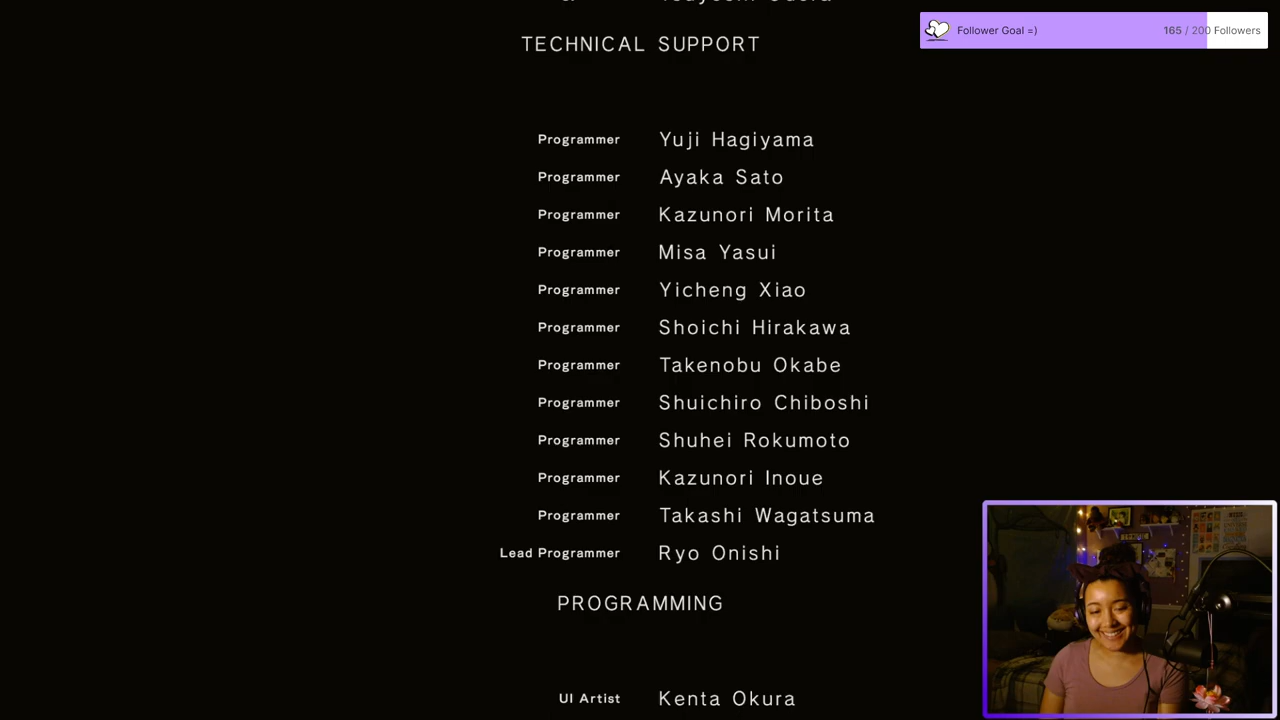 TECHNICAL SUPPORT
Follower Goal =)
165 / 200 Followers
Programmer Yuji Hagiyama
Programmer Ayaka Sato
Programmer Kazunori Morita
Programmer Misa Yasui
Programmer Yicheng Xiao
Programmer Shoichi Hirakawa
Programmer Takenobu Okabe
Programmer Shuichiro Chiboshi
Programmer Shuhei Rokumoto
Programmer Kazunori Inoue
Programmer Takashi Wagatsuma
Lead Programmer Ryo Onishi
PROGRAMMING
UI Artist Kenta Okura